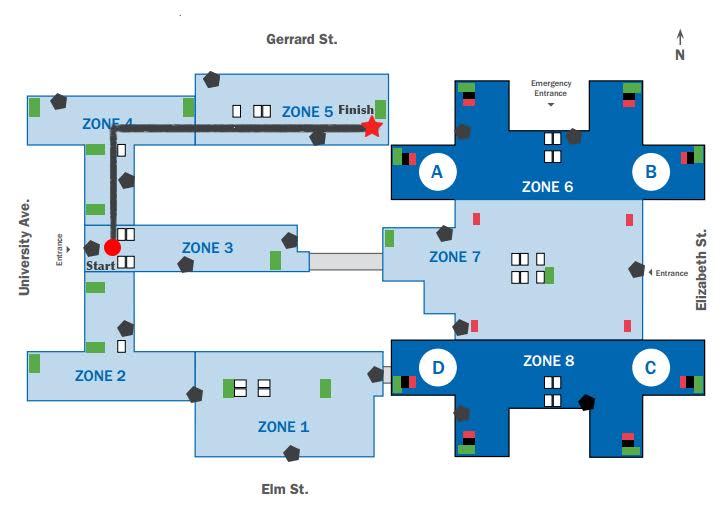 Gerrard St.
N
Emergency
Entrance
ZONE 5
Finish
ZONE 4
A
B
ZONE 6
University Ave.
Entrance
Start
ZONE 3
ZONE 7
Entrance
Elizabeth St.
ZONE 2
D
ZONE 8
C
ZONE 1
Elm St.